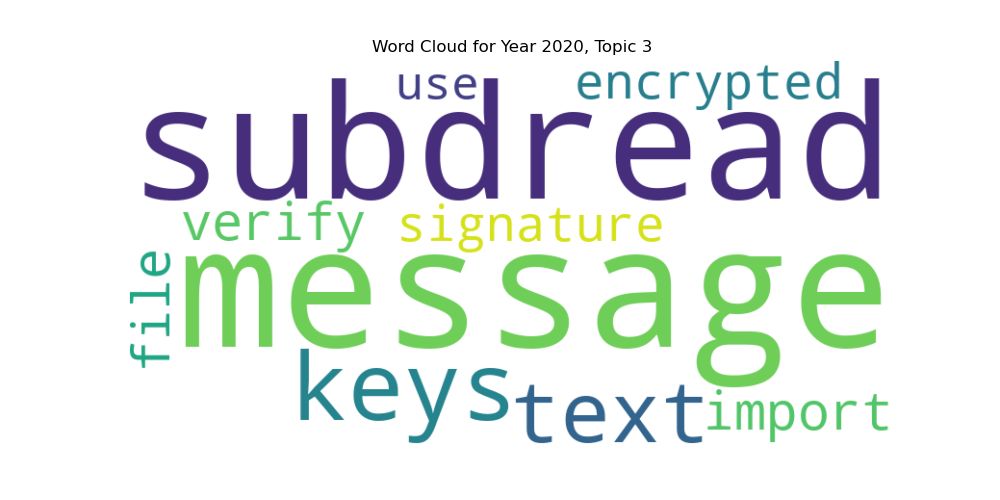 Word Cloud for Year 2020, Topic 3
use encrypted
subdread
verify signature
file
message
keys
text import